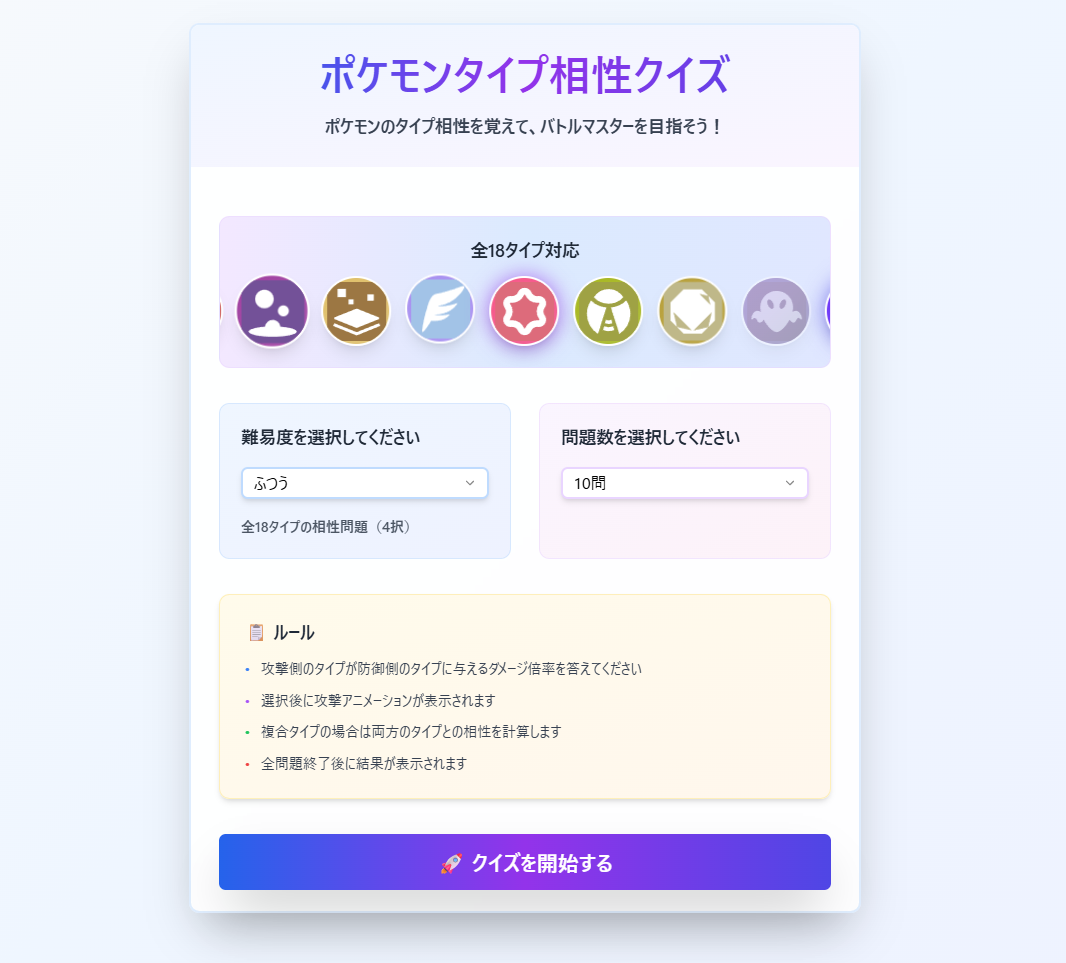 ポケモンタイプ相性クイズ
ポケモンのタイプ相性を覚えて、バトルマスターを目指そう！
全18タイプ対応
難易度を選択してください
ふつう
全18タイプの相性問題（4択）
問題数を選択してください
10問
📋 ルール
• 攻撃側のタイプが防御側のタイプに与えるダメージ倍率を答えてください
• 選択後に攻撃アニメーションが表示されます
• 複合タイプの場合は両方のタイプとの相性を計算します
• 全問題終了後に結果が表示されます
🚀 クイズを開始する